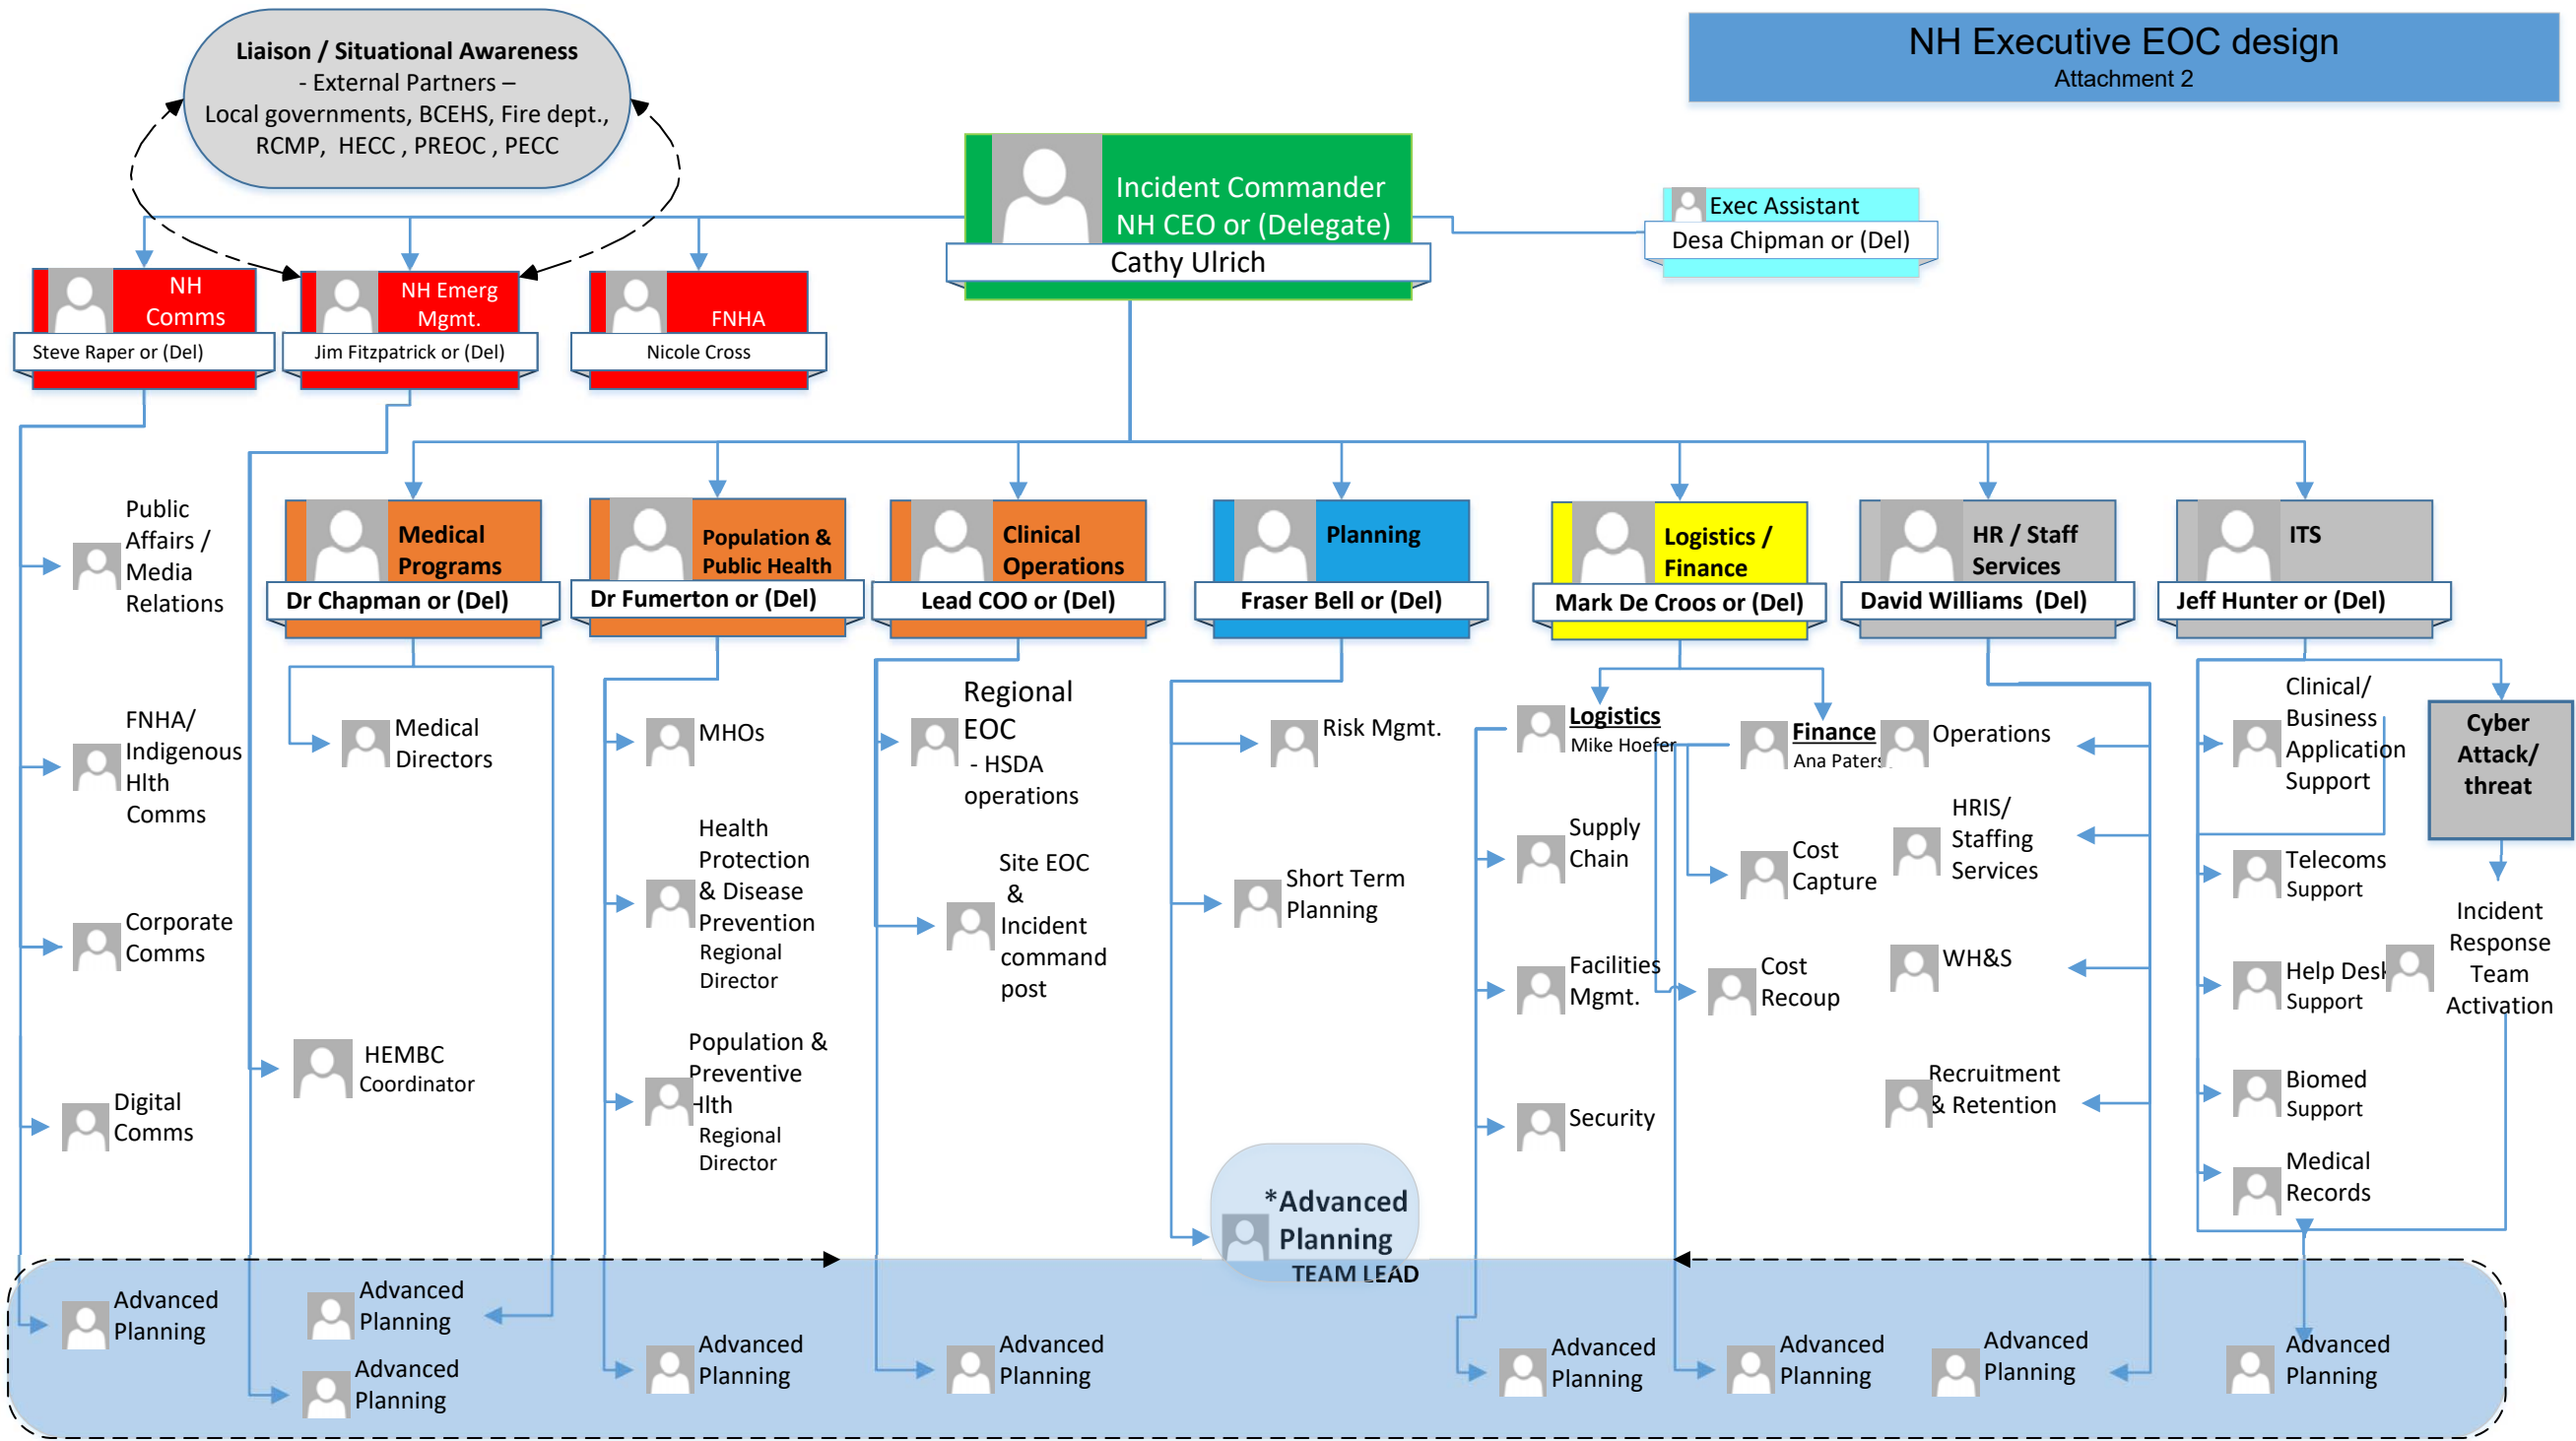 NH Executive EOC design
Attachment 2
Liaison / Situational Awareness
- External Partners –
Local governments, BCEHS, Fire dept.,
RCMP, HECC , PREOC , PECC
Incident Commander
NH CEO or (Delegate)
Cathy Ulrich
Exec Assistant
Desa Chipman or (Del)
NH
Comms
Steve Raper or (Del)
NH Emerg
Mgmt.
Jim Fitzpatrick or (Del)
FNHA
Nicole Cross
Medical
Programs
Dr Chapman or (Del)
Population &
Public Health
Dr Fumerton or (Del)
Clinical
Operations
Lead COO or (Del)
Planning
Fraser Bell or (Del)
Logistics /
Finance
Mark De Croos or (Del)
HR / Staff
Services
David Williams (Del)
ITS
Jeff Hunter or (Del)
Public
Affairs /
Media
Relations
FNHA/
Indigenous
Hlth
Comms
Corporate
Comms
Digital
Comms
HEMBC
Coordinator
Medical
Directors
MHOs
Health
Protection
& Disease
Prevention
Regional
Director
Population &
Preventive
Hlth
Regional
Director
Regional
EOC
- HSDA
operations
Site EOC
&
Incident
command
post
Risk Mgmt.
Short Term
Planning
*Advanced
Planning
TEAM LEAD
Logistics
Mike Hoefer
Supply
Chain
Facilities
Mgmt.
Security
Finance
Ana Paters
Cost
Capture
Cost
Recoup
Operations
HRIS/
Staffing
Services
WH&S
Recruitment
& Retention
Clinical/
Business
Application
Support
Telecoms
Support
Help Desk
Support
Biomed
Support
Medical
Records
Cyber
Attack/
threat
Incident
Response
Team
Activation
Advanced
Planning
Advanced
Planning
Advanced
Planning
Advanced
Planning
Advanced
Planning
Advanced
Planning
Advanced
Planning
Advanced
Planning
Advanced
Planning